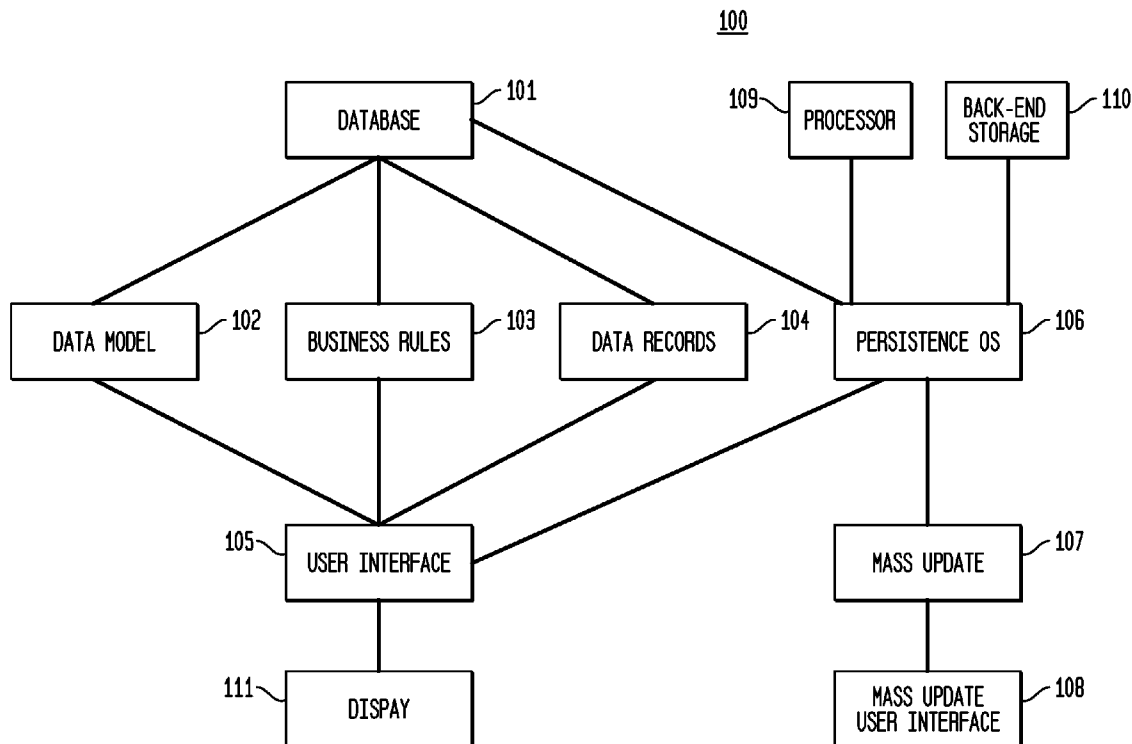 100
DATABASE
101
109
PROCESSOR
BACK-END
STORAGE
110
DATA MODEL
102
BUSINESS RULES
103
DATA RECORDS
104
PERSISTENCE OS
106
105
USER INTERFACE
MASS UPDATE
107
111
DISPAY
MASS UPDATE
USER INTERFACE
108